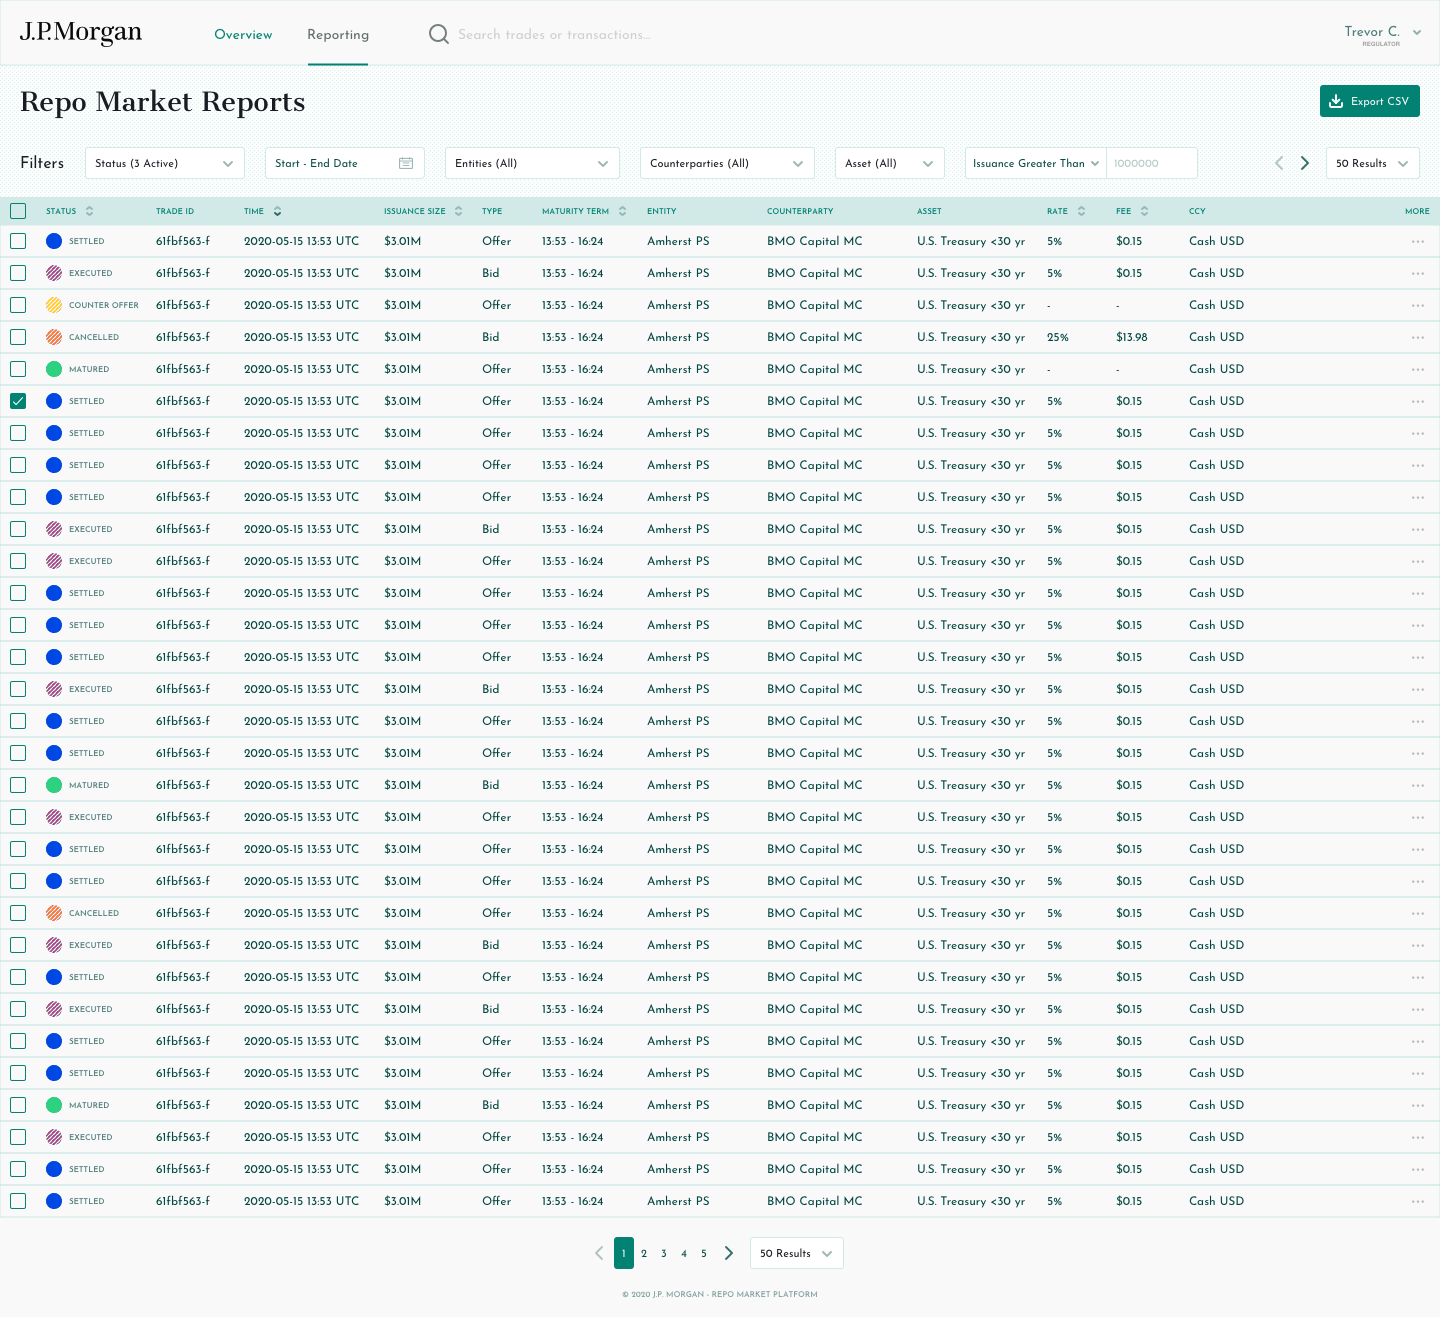 J.P.Morgan Overview Reporting Search trades or transactions... Trevor C.
REGULATOR
Repo Market Reports Export CSV
Filters Status (3 Active) Start - End Date Entities (All) Counterparties (All) Asset (All) Issuance Greater Than 1000000 50 Results
STATUS TRADE ID TIME ISSUANCE SIZE TYPE MATURITY TERM ENTITY COUNTERPARTY ASSET RATE FEE CCY MORE
SETTLED 61fbf563-f 2020-05-15 13:53 UTC $3.01M Offer 13:53 - 16:24 Amherst PS BMO Capital MC U.S. Treasury <30 yr 5% $0.15 Cash USD
EXECUTED 61fbf563-f 2020-05-15 13:53 UTC $3.01M Bid 13:53 - 16:24 Amherst PS BMO Capital MC U.S. Treasury <30 yr 5% $0.15 Cash USD
COUNTER OFFER 61fbf563-f 2020-05-15 13:53 UTC $3.01M Offer 13:53 - 16:24 Amherst PS BMO Capital MC U.S. Treasury <30 yr - - Cash USD
CANCELLED 61fbf563-f 2020-05-15 13:53 UTC $3.01M Bid 13:53 - 16:24 Amherst PS BMO Capital MC U.S. Treasury <30 yr 25% $13.98 Cash USD
MATURED 61fbf563-f 2020-05-15 13:53 UTC $3.01M Offer 13:53 - 16:24 Amherst PS BMO Capital MC U.S. Treasury <30 yr - - Cash USD
SETTLED 61fbf563-f 2020-05-15 13:53 UTC $3.01M Offer 13:53 - 16:24 Amherst PS BMO Capital MC U.S. Treasury <30 yr 5% $0.15 Cash USD
SETTLED 61fbf563-f 2020-05-15 13:53 UTC $3.01M Offer 13:53 - 16:24 Amherst PS BMO Capital MC U.S. Treasury <30 yr 5% $0.15 Cash USD
SETTLED 61fbf563-f 2020-05-15 13:53 UTC $3.01M Offer 13:53 - 16:24 Amherst PS BMO Capital MC U.S. Treasury <30 yr 5% $0.15 Cash USD
SETTLED 61fbf563-f 2020-05-15 13:53 UTC $3.01M Offer 13:53 - 16:24 Amherst PS BMO Capital MC U.S. Treasury <30 yr 5% $0.15 Cash USD
EXECUTED 61fbf563-f 2020-05-15 13:53 UTC $3.01M Bid 13:53 - 16:24 Amherst PS BMO Capital MC U.S. Treasury <30 yr 5% $0.15 Cash USD
EXECUTED 61fbf563-f 2020-05-15 13:53 UTC $3.01M Offer 13:53 - 16:24 Amherst PS BMO Capital MC U.S. Treasury <30 yr 5% $0.15 Cash USD
SETTLED 61fbf563-f 2020-05-15 13:53 UTC $3.01M Offer 13:53 - 16:24 Amherst PS BMO Capital MC U.S. Treasury <30 yr 5% $0.15 Cash USD
SETTLED 61fbf563-f 2020-05-15 13:53 UTC $3.01M Offer 13:53 - 16:24 Amherst PS BMO Capital MC U.S. Treasury <30 yr 5% $0.15 Cash USD
SETTLED 61fbf563-f 2020-05-15 13:53 UTC $3.01M Offer 13:53 - 16:24 Amherst PS BMO Capital MC U.S. Treasury <30 yr 5% $0.15 Cash USD
EXECUTED 61fbf563-f 2020-05-15 13:53 UTC $3.01M Bid 13:53 - 16:24 Amherst PS BMO Capital MC U.S. Treasury <30 yr 5% $0.15 Cash USD
SETTLED 61fbf563-f 2020-05-15 13:53 UTC $3.01M Offer 13:53 - 16:24 Amherst PS BMO Capital MC U.S. Treasury <30 yr 5% $0.15 Cash USD
SETTLED 61fbf563-f 2020-05-15 13:53 UTC $3.01M Offer 13:53 - 16:24 Amherst PS BMO Capital MC U.S. Treasury <30 yr 5% $0.15 Cash USD
MATURED 61fbf563-f 2020-05-15 13:53 UTC $3.01M Bid 13:53 - 16:24 Amherst PS BMO Capital MC U.S. Treasury <30 yr 5% $0.15 Cash USD
EXECUTED 61fbf563-f 2020-05-15 13:53 UTC $3.01M Offer 13:53 - 16:24 Amherst PS BMO Capital MC U.S. Treasury <30 yr 5% $0.15 Cash USD
SETTLED 61fbf563-f 2020-05-15 13:53 UTC $3.01M Offer 13:53 - 16:24 Amherst PS BMO Capital MC U.S. Treasury <30 yr 5% $0.15 Cash USD
SETTLED 61fbf563-f 2020-05-15 13:53 UTC $3.01M Offer 13:53 - 16:24 Amherst PS BMO Capital MC U.S. Treasury <30 yr 5% $0.15 Cash USD
CANCELLED 61fbf563-f 2020-05-15 13:53 UTC $3.01M Offer 13:53 - 16:24 Amherst PS BMO Capital MC U.S. Treasury <30 yr 5% $0.15 Cash USD
EXECUTED 61fbf563-f 2020-05-15 13:53 UTC $3.01M Bid 13:53 - 16:24 Amherst PS BMO Capital MC U.S. Treasury <30 yr 5% $0.15 Cash USD
SETTLED 61fbf563-f 2020-05-15 13:53 UTC $3.01M Offer 13:53 - 16:24 Amherst PS BMO Capital MC U.S. Treasury <30 yr 5% $0.15 Cash USD
EXECUTED 61fbf563-f 2020-05-15 13:53 UTC $3.01M Bid 13:53 - 16:24 Amherst PS BMO Capital MC U.S. Treasury <30 yr 5% $0.15 Cash USD
SETTLED 61fbf563-f 2020-05-15 13:53 UTC $3.01M Offer 13:53 - 16:24 Amherst PS BMO Capital MC U.S. Treasury <30 yr 5% $0.15 Cash USD
SETTLED 61fbf563-f 2020-05-15 13:53 UTC $3.01M Offer 13:53 - 16:24 Amherst PS BMO Capital MC U.S. Treasury <30 yr 5% $0.15 Cash USD
MATURED 61fbf563-f 2020-05-15 13:53 UTC $3.01M Bid 13:53 - 16:24 Amherst PS BMO Capital MC U.S. Treasury <30 yr 5% $0.15 Cash USD
EXECUTED 61fbf563-f 2020-05-15 13:53 UTC $3.01M Offer 13:53 - 16:24 Amherst PS BMO Capital MC U.S. Treasury <30 yr 5% $0.15 Cash USD
SETTLED 61fbf563-f 2020-05-15 13:53 UTC $3.01M Offer 13:53 - 16:24 Amherst PS BMO Capital MC U.S. Treasury <30 yr 5% $0.15 Cash USD
SETTLED 61fbf563-f 2020-05-15 13:53 UTC $3.01M Offer 13:53 - 16:24 Amherst PS BMO Capital MC U.S. Treasury <30 yr 5% $0.15 Cash USD
1 2 3 4 5 50 Results
© 2020 J.P. MORGAN - REPO MARKET PLATFORM